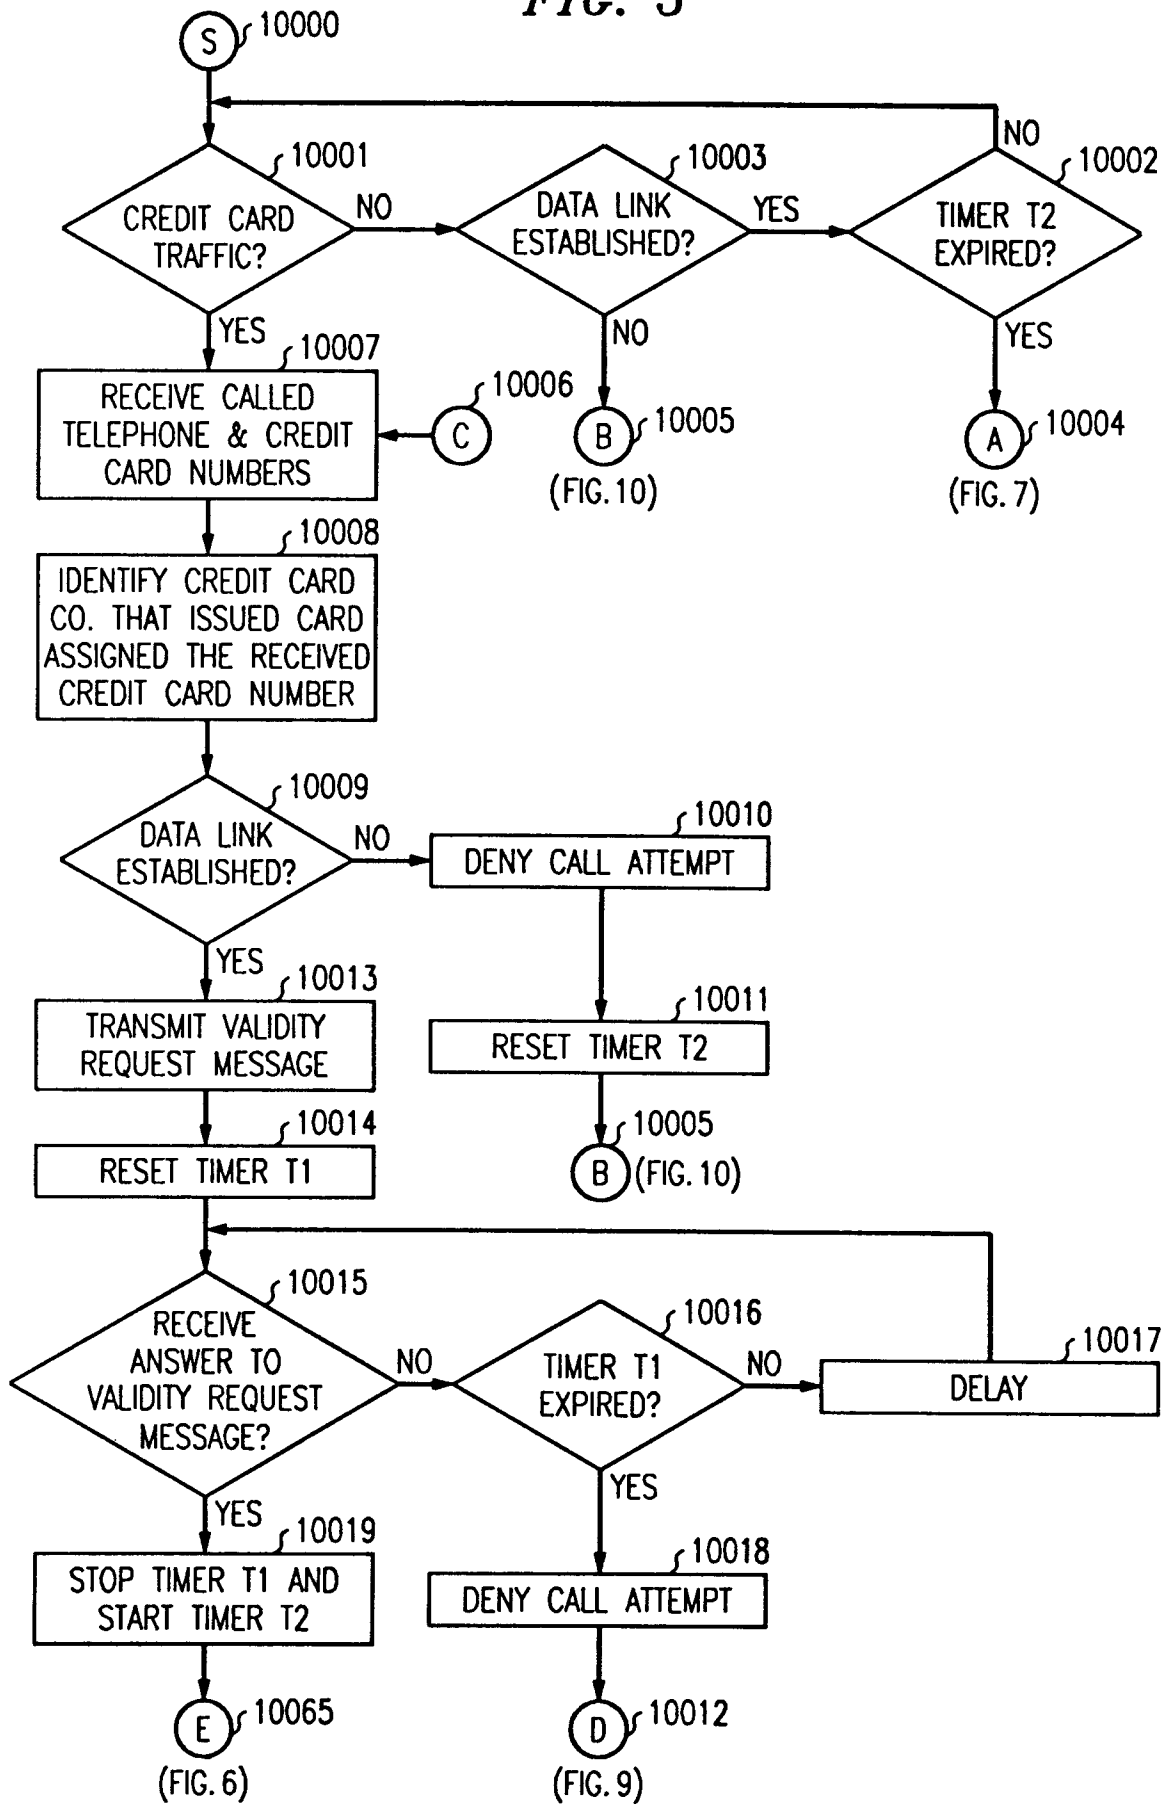 FIG. 5
S
10000
10001
CREDIT CARD
TRAFFIC?
NO
YES
10003
DATA LINK
ESTABLISHED?
YES
NO
10002
TIMER T2
EXPIRED?
NO
YES
10007
RECEIVE CALLED
TELEPHONE & CREDIT
CARD NUMBERS
C
10006
B
10005
(FIG. 10)
A
10004
(FIG. 7)
10008
IDENTIFY CREDIT CARD
CO. THAT ISSUED CARD
ASSIGNED THE RECEIVED
CREDIT CARD NUMBER
10009
DATA LINK
ESTABLISHED?
NO
YES
10010
DENY CALL ATTEMPT
10013
TRANSMIT VALIDITY
REQUEST MESSAGE
10011
RESET TIMER T2
10014
RESET TIMER T1
10005
B
(FIG. 10)
10015
RECEIVE
ANSWER TO
VALIDITY REQUEST
MESSAGE?
NO
YES
10016
TIMER T1
EXPIRED?
NO
YES
10017
DELAY
10019
STOP TIMER T1 AND
START TIMER T2
10018
DENY CALL ATTEMPT
E
10065
(FIG. 6)
D
10012
(FIG. 9)